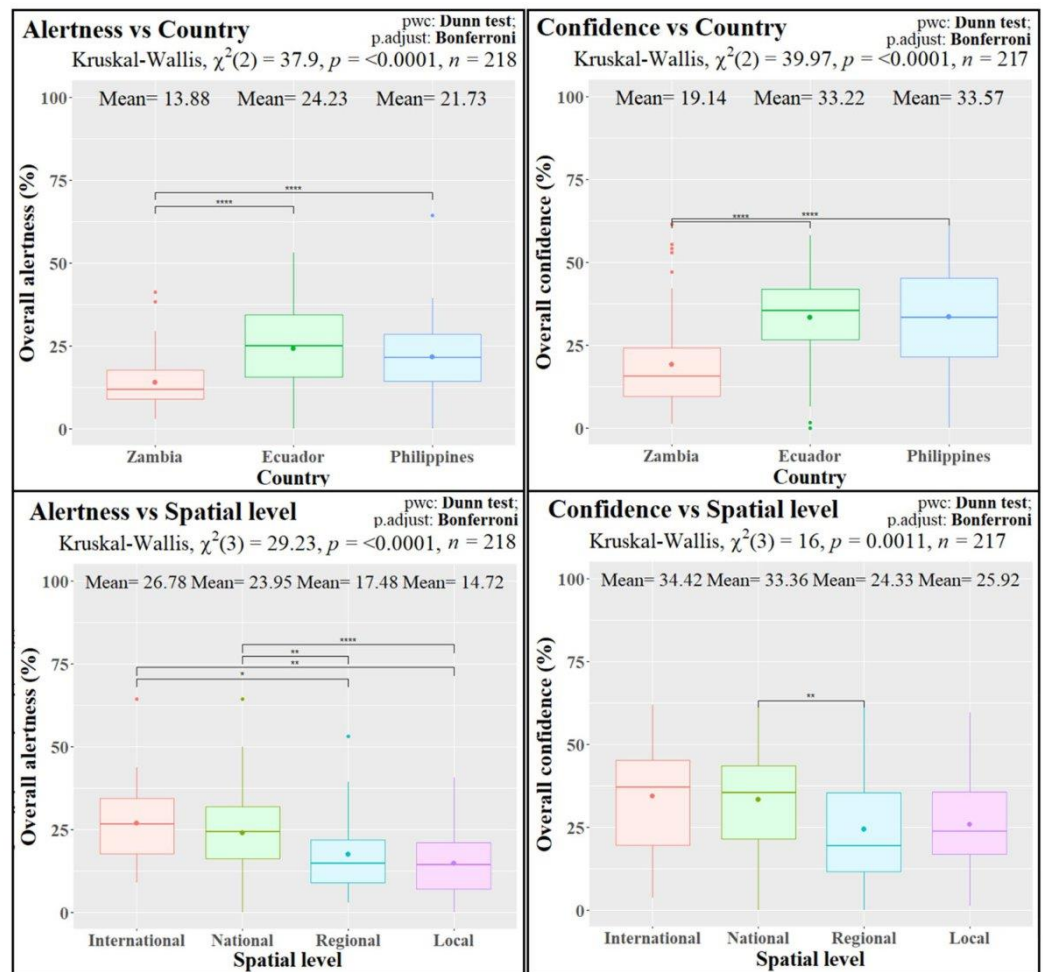 Alertness vs Country
pwc: Dunn test;
p.adjust: Bonferroni
Kruskal-Wallis, χ²(2) = 37.9, p = <0.0001, n = 218
Mean= 13.88 Mean= 24.23 Mean= 21.73
100
75
50
25
0
Overall alertness (%)
****
****
Zambia Ecuador Philippines
Country
Confidence vs Country
pwc: Dunn test;
p.adjust: Bonferroni
Kruskal-Wallis, χ²(2) = 39.97, p = <0.0001, n = 217
Mean= 19.14 Mean= 33.22 Mean= 33.57
100
75
50
25
0
Overall confidence (%)
**** ****
Zambia Ecuador Philippines
Country
Alertness vs Spatial level
pwc: Dunn test;
p.adjust: Bonferroni
Kruskal-Wallis, χ²(3) = 29.23, p = <0.0001, n = 218
Mean= 26.78 Mean= 23.95 Mean= 17.48 Mean= 14.72
100
75
50
25
0
Overall alertness (%)
****
**
**
*
International National Regional Local
Spatial level
Confidence vs Spatial level
pwc: Dunn test;
p.adjust: Bonferroni
Kruskal-Wallis, χ²(3) = 16, p = 0.0011, n = 217
Mean= 34.42 Mean= 33.36 Mean= 24.33 Mean= 25.92
100
75
50
25
0
Overall confidence (%)
**
International National Regional Local
Spatial level